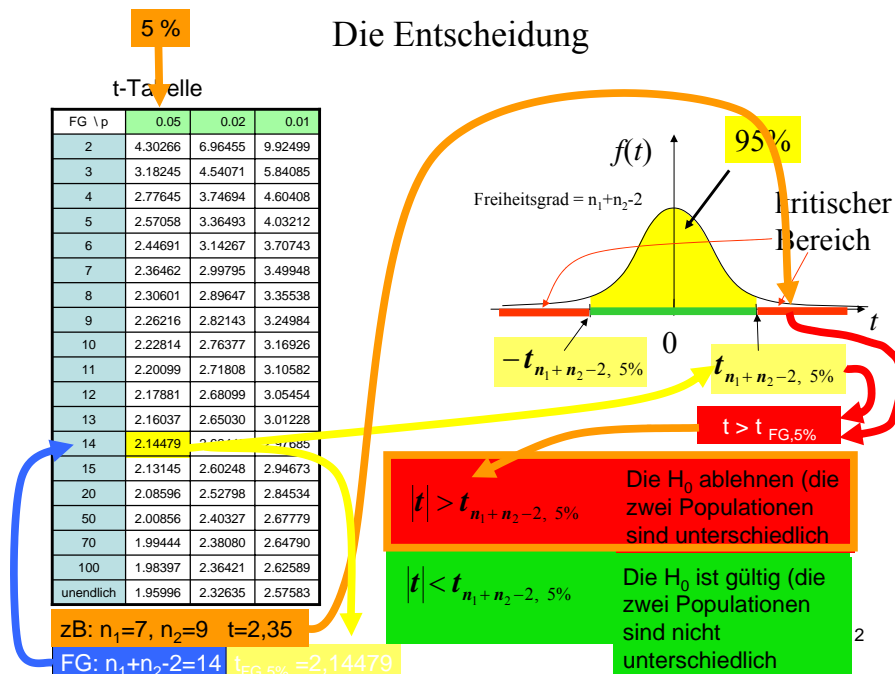 5 %
Die Entscheidung
t-Tabelle
FG \ p 0.05 0.02 0.01
2 4.30266 6.96455 9.92499
3 3.18245 4.54071 5.84085
4 2.77645 3.74694 4.60408
5 2.57058 3.36493 4.03212
6 2.44691 3.14267 3.70743
7 2.36462 2.99795 3.49948
8 2.30601 2.89647 3.35538
9 2.26216 2.82143 3.24984
10 2.22814 2.76377 3.16926
11 2.20099 2.71808 3.10582
12 2.17881 2.68099 3.05454
13 2.16037 2.65030 3.01228
14 2.14479
15 2.13145 2.60248 2.94673
20 2.08596 2.52798 2.84534
50 2.00856 2.40327 2.67779
70 1.99444 2.38080 2.64790
100 1.98397 2.36421 2.62589
unendlich 1.95996 2.32635 2.57583
zB: n₁=7, n₂=9 t=2,35
FG: n₁+n₂-2=14 t FG,5% =2,14479
95%
f(t)
Freiheitsgrad = n₁+n₂-2
kritischer
Bereich
t
0
−t n₁+n₂−2, 5%
t n₁+n₂−2, 5%
t > t FG,5%
|t| > t n₁+n₂−2, 5%
Die H₀ ablehnen (die
zwei Populationen
sind unterschiedlich
|t| < t n₁+n₂−2, 5%
Die H₀ ist gültig (die
zwei Populationen
sind nicht
unterschiedlich
2